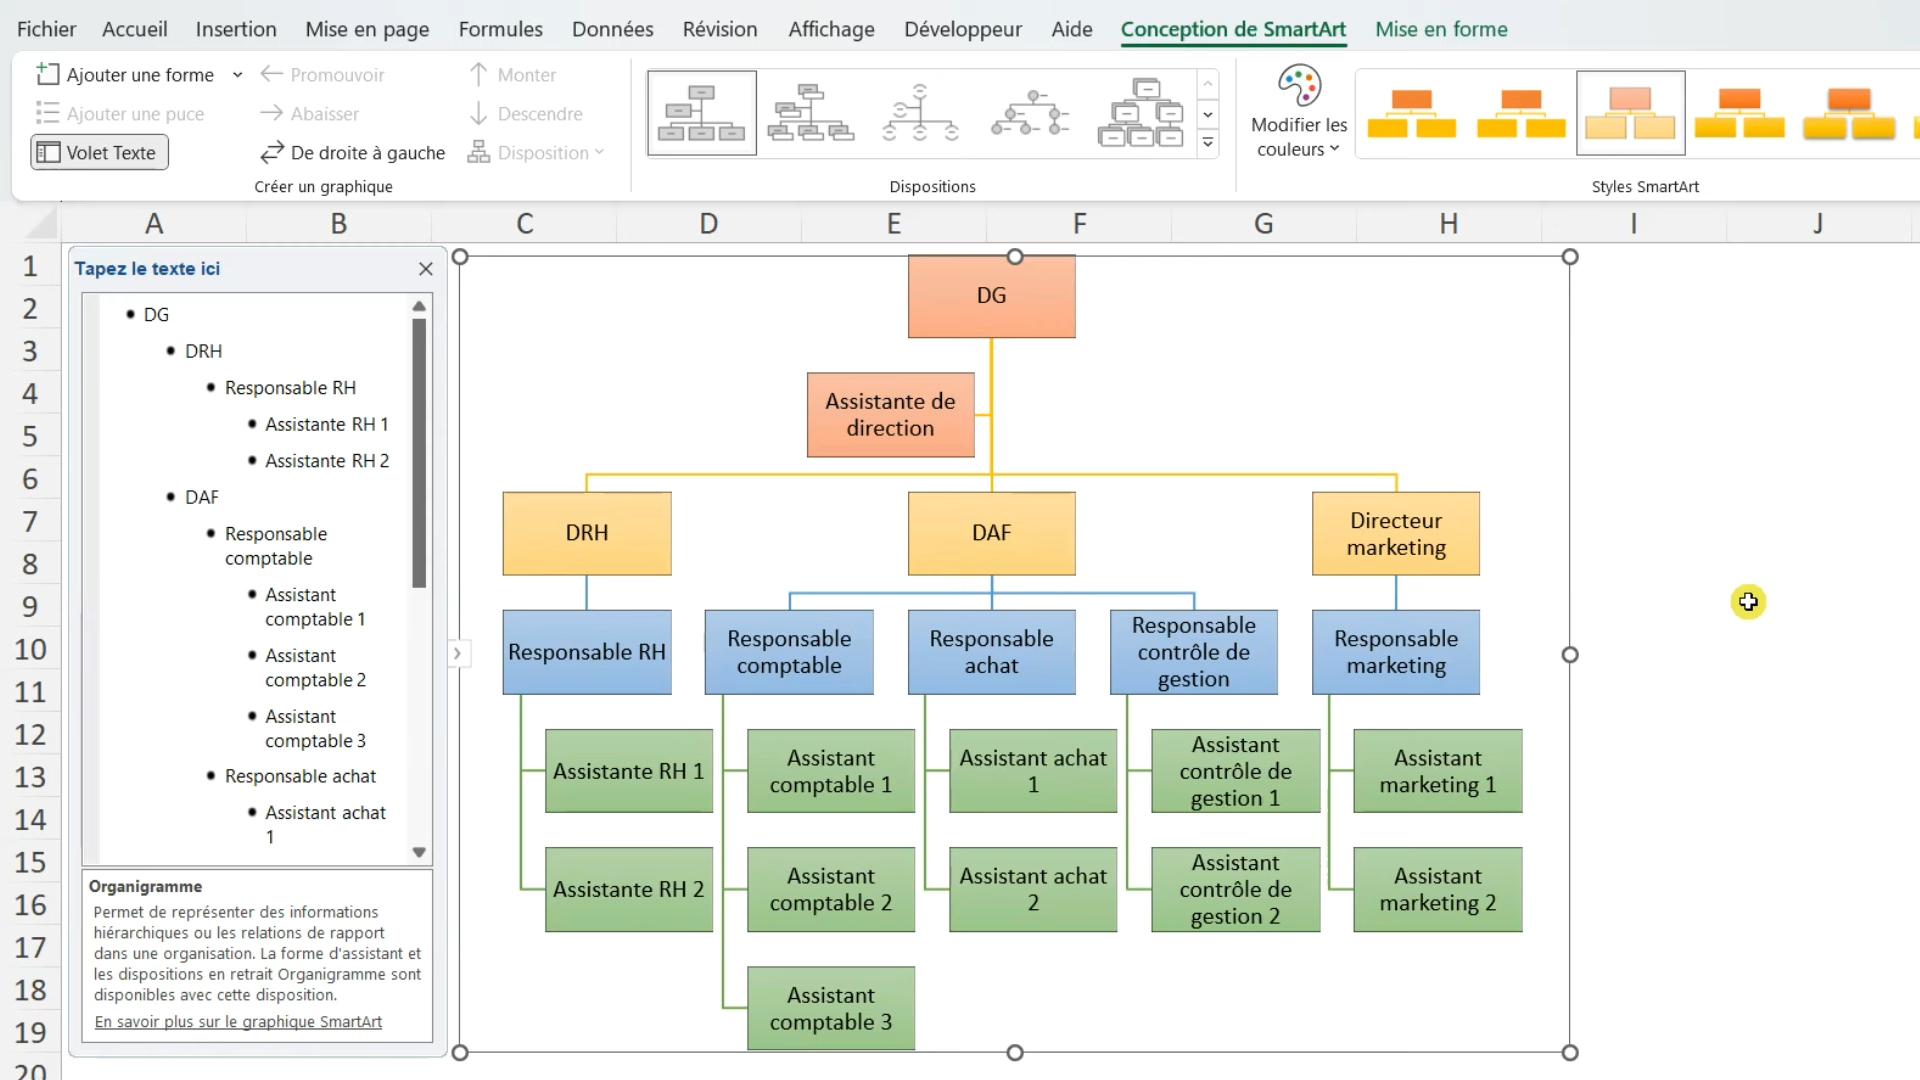 Fichier Accueil Insertion Mise en page Formules Données Révision Affichage Développeur Aide Conception de SmartArt Mise en forme
Ajouter une forme Promouvoir Monter
Ajouter une puce Abaisser Descendre
Volet Texte De droite à gauche Disposition
Créer un graphique
Dispositions
Modifier les
couleurs
Styles SmartArt
A B C D E F G H I J
1
2
3
4
5
6
7
8
9
10
11
12
13
14
15
16
17
18
19
20
Tapez le texte ici
DG
DRH
Responsable RH
Assistante RH 1
Assistante RH 2
DAF
Responsable
comptable
Assistant
comptable 1
Assistant
comptable 2
Assistant
comptable 3
Responsable achat
Assistant achat
1
Organigramme
Permet de représenter des informations
hiérarchiques ou les relations de rapport
dans une organisation. La forme d'assistant et
les dispositions en retrait Organigramme sont
disponibles avec cette disposition.
En savoir plus sur le graphique SmartArt
DG
Assistante de
direction
DRH
DAF
Directeur
marketing
Responsable RH
Responsable
comptable
Responsable
achat
Responsable
contrôle de
gestion
Responsable
marketing
Assistante RH 1
Assistant
comptable 1
Assistant achat
1
Assistant
contrôle de
gestion 1
Assistant
marketing 1
Assistante RH 2
Assistant
comptable 2
Assistant achat
2
Assistant
contrôle de
gestion 2
Assistant
marketing 2
Assistant
comptable 3